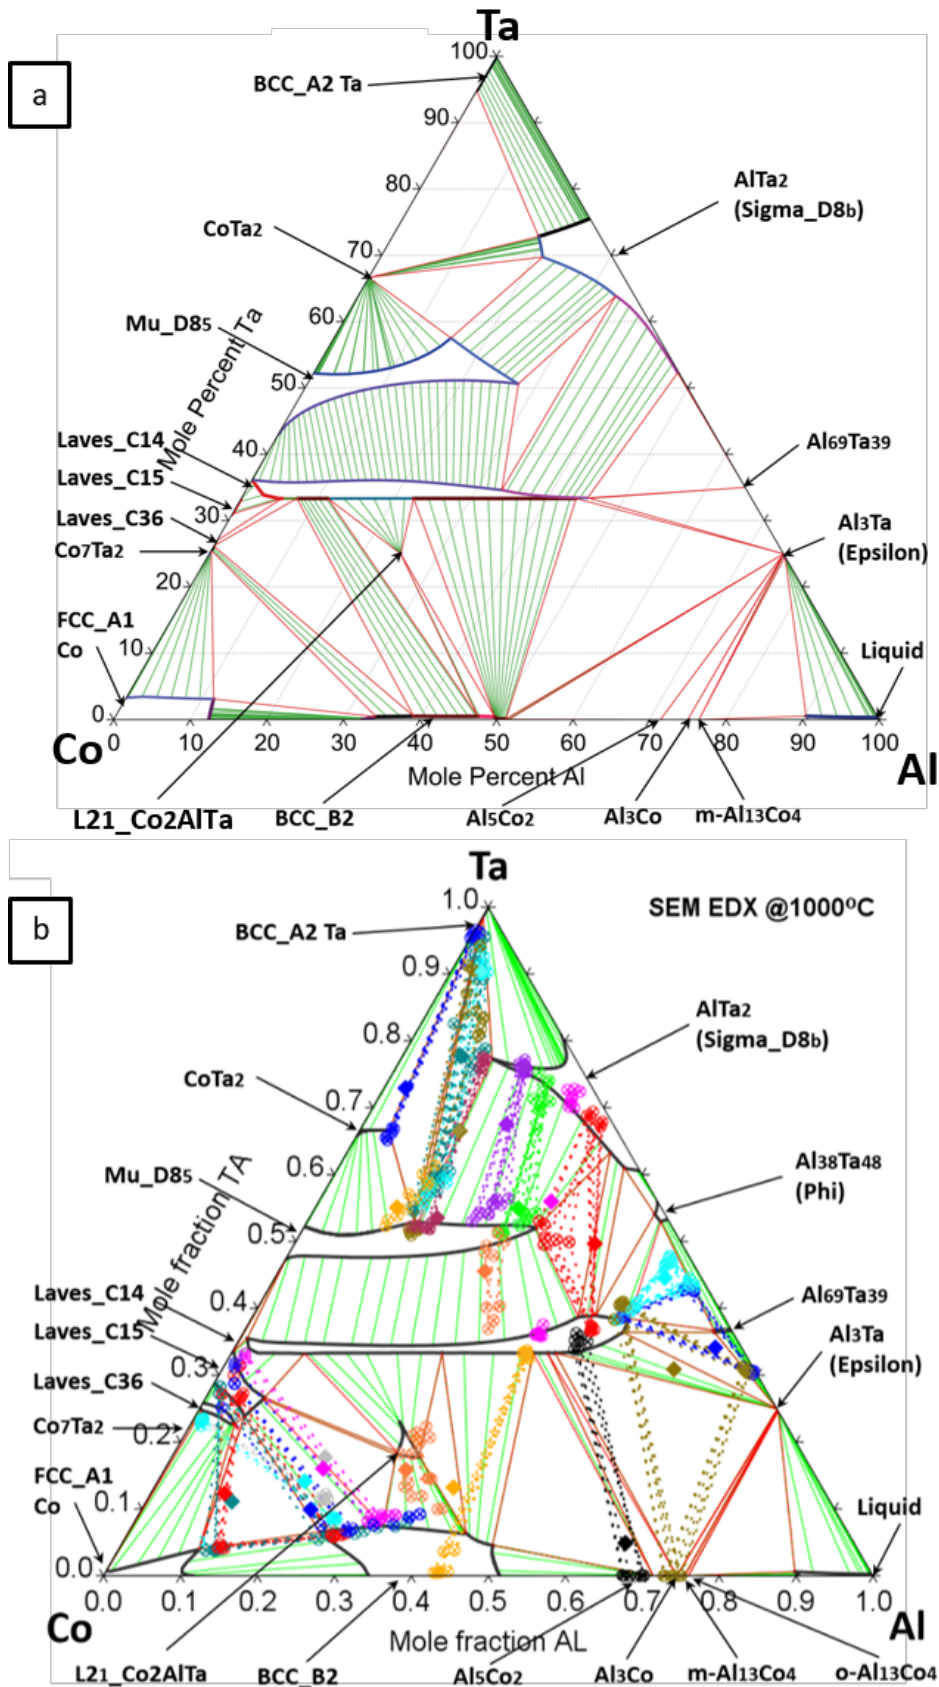 Ta
a
100
BCC_A2 Ta
90
80
AlTa2
(Sigma_D8b)
CoTa2
70
Mu_D85
60
Mole Percent Ta
50
Laves_C14
40
Al69Ta39
Laves_C15
Laves_C36
30
Al3Ta
(Epsilon)
Co7Ta2
20
FCC_A1
Co
10
Liquid
0
Co
0 10 20 30 40 50 60 70 80 90 100
Mole Percent Al
Al
L21_Co2AlTa
BCC_B2
Al5Co2
Al3Co
m-Al13Co4
Ta
b
1.0
SEM EDX @1000ºC
BCC_A2 Ta
0.9
AlTa2
(Sigma_D8b)
0.8
CoTa2
0.7
Mu_D85
0.6
Mole fraction TA
Al38Ta48
(Phi)
0.5
Laves_C14
0.4
Al69Ta39
Laves_C15
0.3
Al3Ta
(Epsilon)
Laves_C36
Co7Ta2
0.2
FCC_A1
Co
0.1
Liquid
0.0
0.0 0.1 0.2 0.3 0.4 0.5 0.6 0.7 0.8 0.9 1.0
Co
Mole fraction AL
Al
L21_Co2AlTa
BCC_B2
Al5Co2
Al3Co
m-Al13Co4
o-Al13Co4